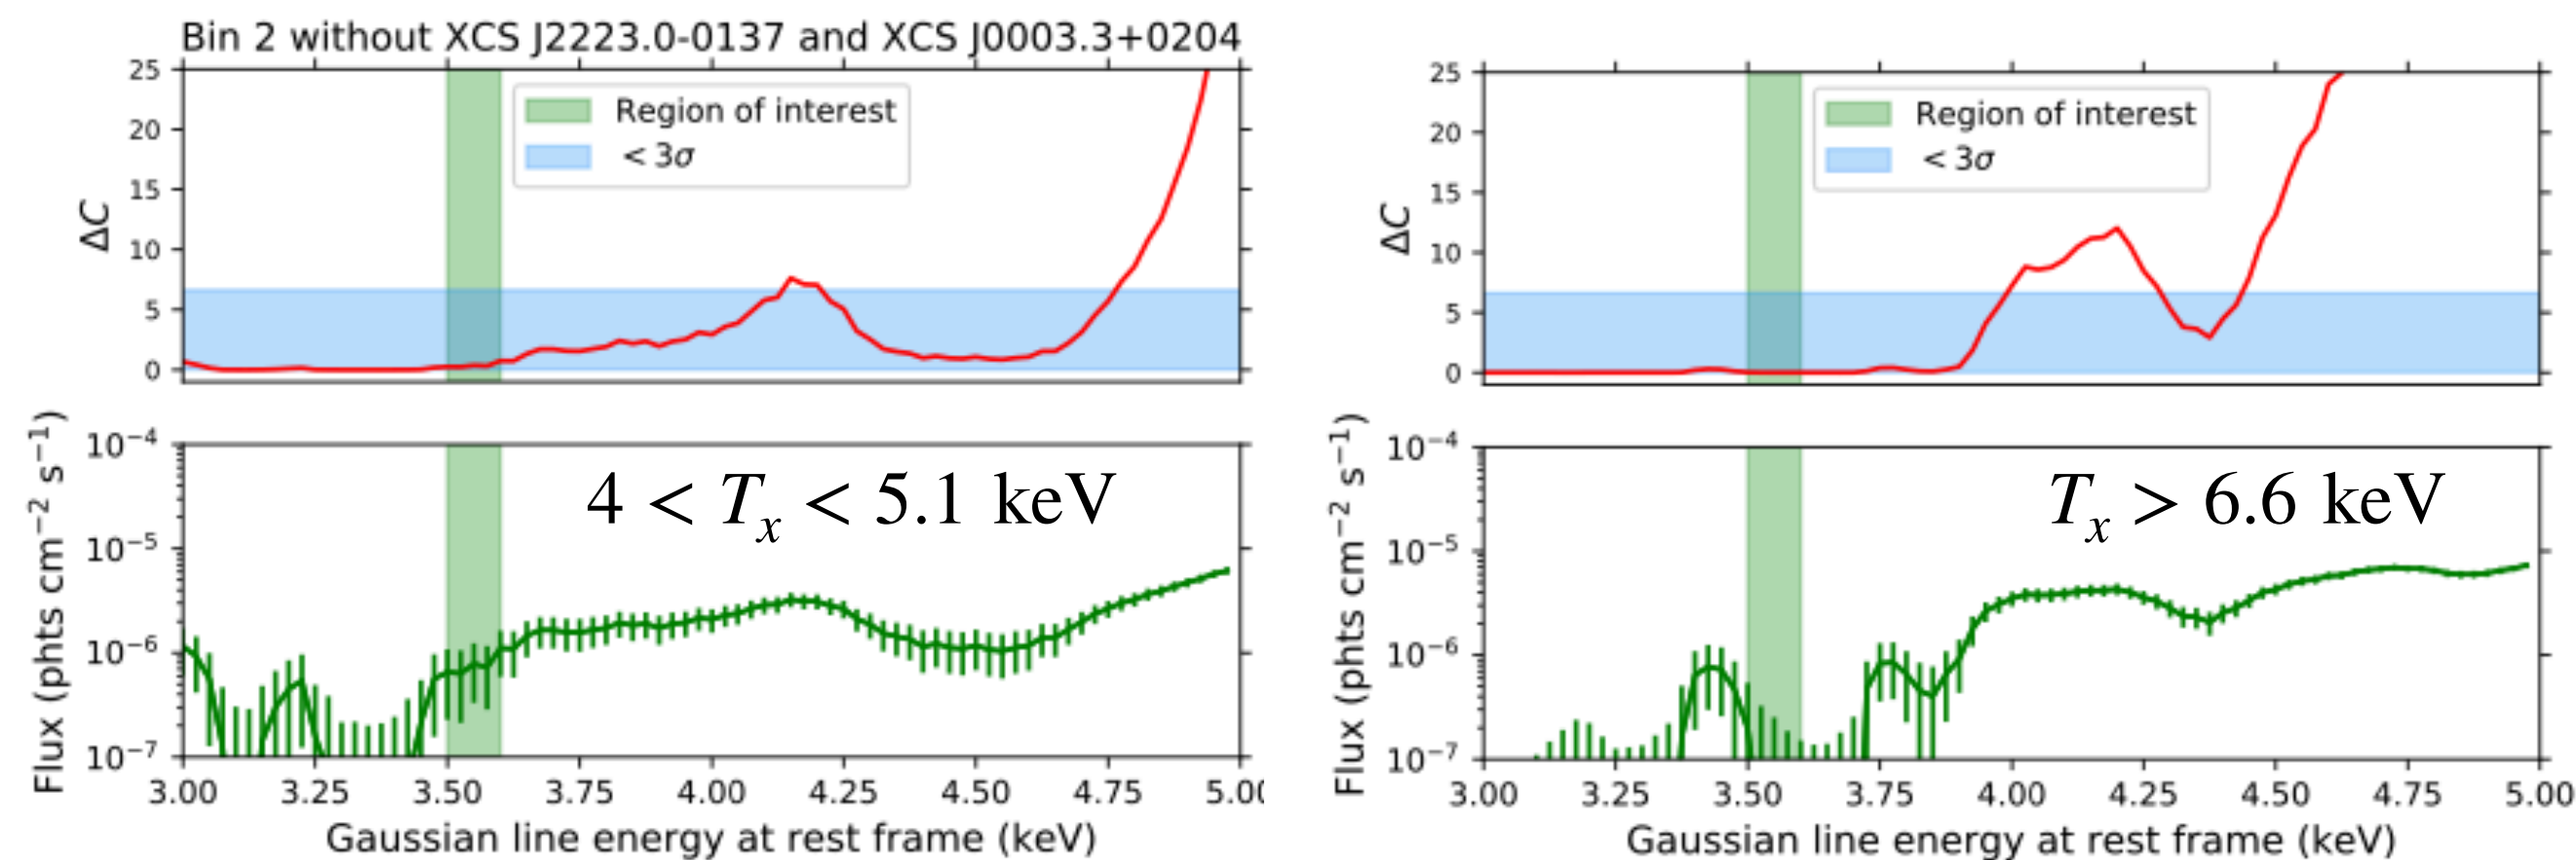 Bin 2 without XCS J2223.0-0137 and XCS J0003.3+0204
25
20
15
10
5
0
ΔC
Region of interest
< 3σ
10⁻⁴
10⁻⁵
10⁻⁶
10⁻⁷
Flux (phts cm⁻² s⁻¹)
4 < Tₓ < 5.1 keV
3.00 3.25 3.50 3.75 4.00 4.25 4.50 4.75 5.00
Gaussian line energy at rest frame (keV)
25
20
15
10
5
0
ΔC
Region of interest
< 3σ
10⁻⁴
10⁻⁵
10⁻⁶
10⁻⁷
Flux (phts cm⁻² s⁻¹)
Tₓ > 6.6 keV
3.00 3.25 3.50 3.75 4.00 4.25 4.50 4.75 5.00
Gaussian line energy at rest frame (keV)